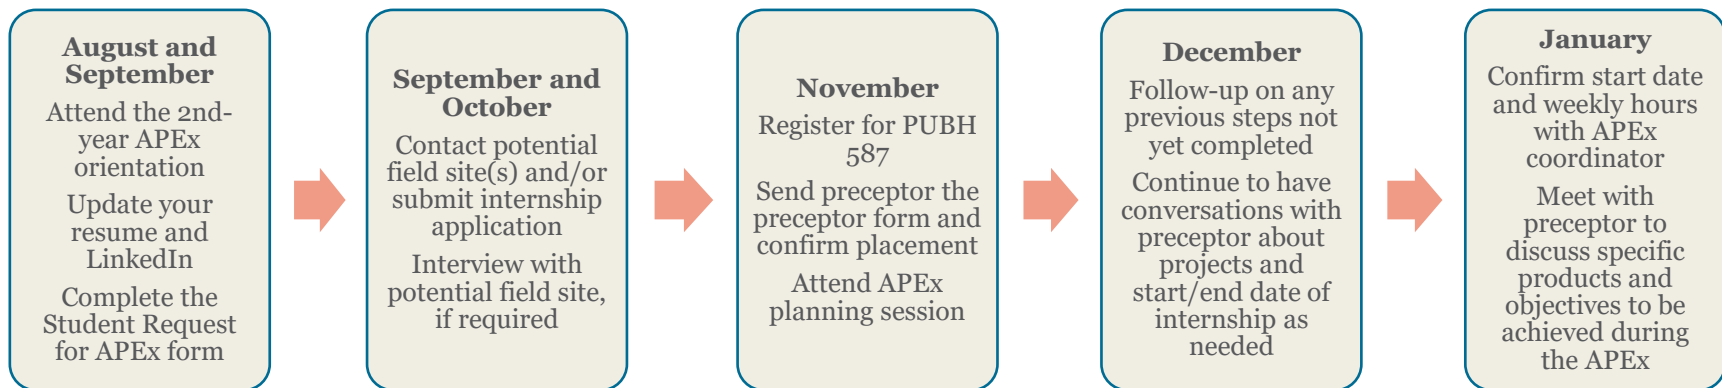 August and
September
Attend the 2nd-
year APEx
orientation
Update your
resume and
LinkedIn
Complete the
Student Request
for APEx form
September and
October
Contact potential
field site(s) and/or
submit internship
application
Interview with
potential field site,
if required
November
Register for PUBH
587
Send preceptor the
preceptor form and
confirm placement
Attend APEx
planning session
December
Follow-up on any
previous steps not
yet completed
Continue to have
conversations with
preceptor about
projects and
start/end date of
internship as
needed
January
Confirm start date
and weekly hours
with APEx
coordinator
Meet with
preceptor to
discuss specific
products and
objectives to be
achieved during
the APEx